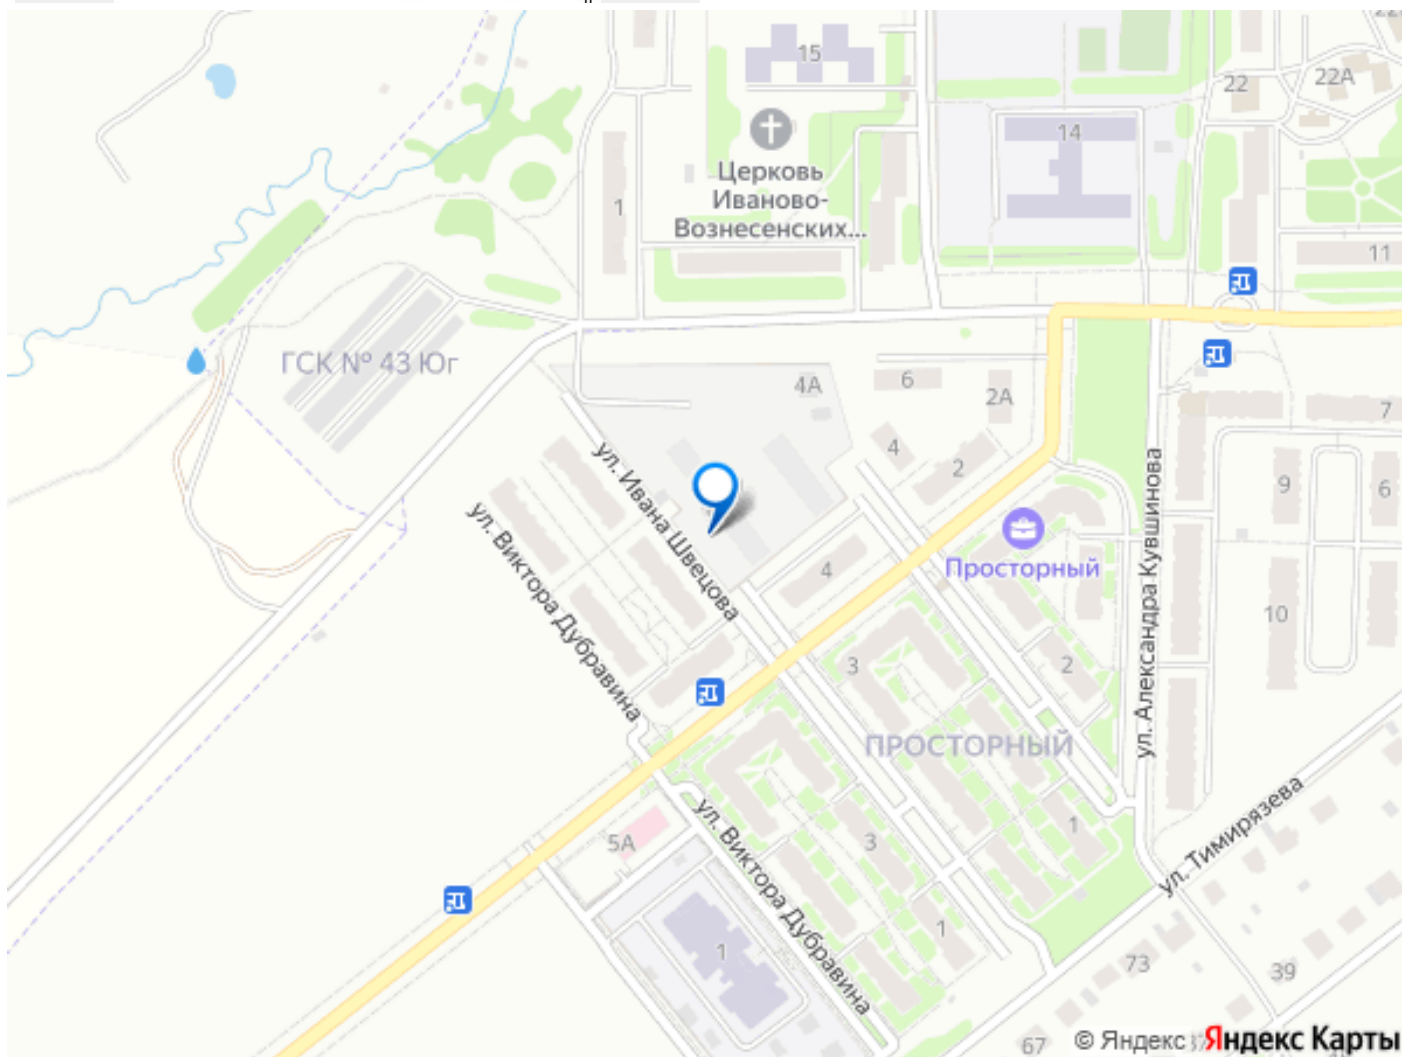 15
22
22А
14
Церковь
Иваново-
Вознесенских...
1
11
ГСК № 43 Юг
4А
6
2А
7
4
2
9
6
ул. Ивана Швецова
ул. Виктора Дубравина
ул. Александра Кувшинова
Просторный
4
10
3
2
ПРОСТОРНЫЙ
5А
ул. Виктора Дубравина
3
1
ул. Тимирязева
1
1
73
39
67
© Яндекс
Яндекс Карты